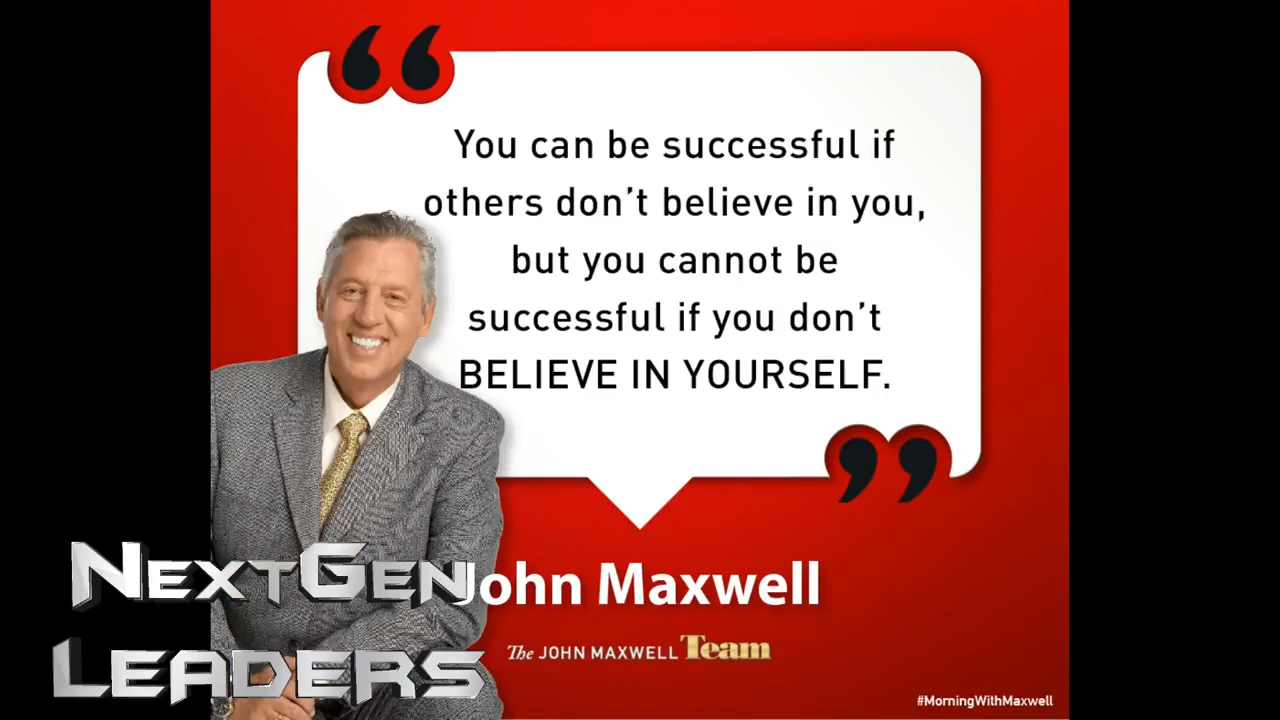 You can be successful if
others don’t believe in you,
but you cannot be
successful if you don’t
BELIEVE IN YOURSELF.
John Maxwell
The JOHN MAXWELL Team
#MorningWithMaxwell
NEXTGEN
LEADERS